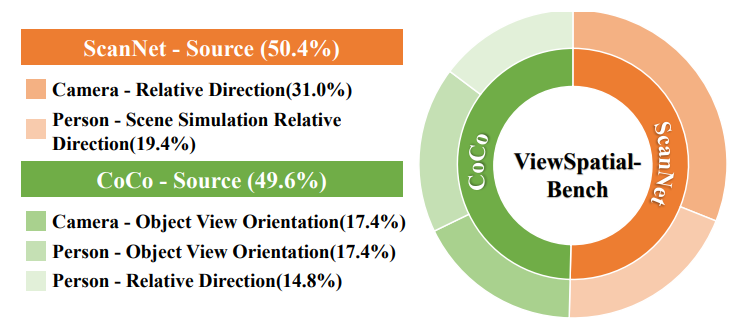 ScanNet - Source (50.4%)
Camera - Relative Direction(31.0%)
Person - Scene Simulation Relative
Direction(19.4%)
CoCo - Source (49.6%)
Camera - Object View Orientation(17.4%)
Person - Object View Orientation(17.4%)
Person - Relative Direction(14.8%)
CoCo
ViewSpatial-
Bench
ScanNet